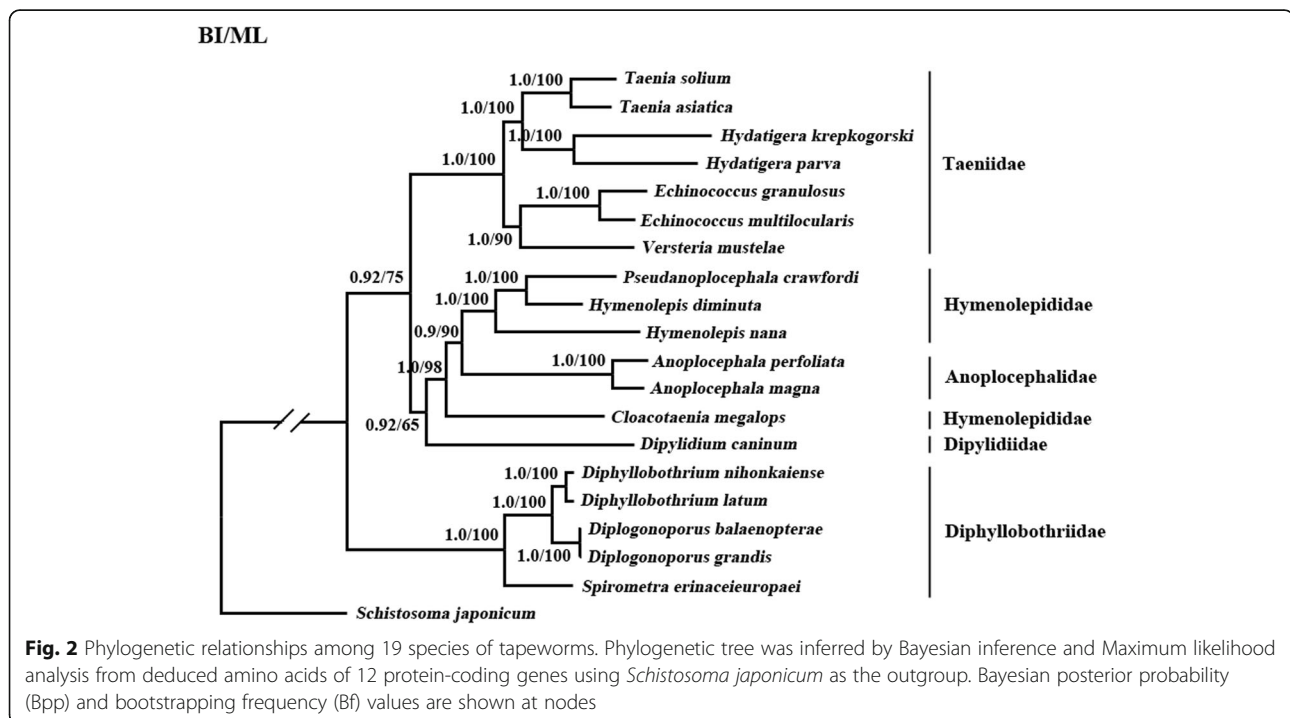 BI/ML
1.0/100
Taenia solium
1.0/100
Taenia asiatica
1.0/100
Hydatigera krepkogorski
1.0/100
Hydatigera parva
Taeniidae
1.0/100
Echinococcus granulosus
Echinococcus multilocularis
1.0/90
Versteria mustelae
0.92/75
1.0/100
Pseudanoplocephala crawfordi
1.0/100
Hymenolepis diminuta
Hymenolepididae
0.9/90
Hymenolepis nana
1.0/98
1.0/100
Anoplocephala perfoliata
Anoplocephalidae
Anoplocephala magna
0.92/65
Cloacotaenia megalops
Hymenolepididae
Dipylidium caninum
Dipylidiidae
1.0/100
Diphyllobothrium nihonkaiense
1.0/100
Diphyllobothrium latum
1.0/100
Diplogonoporus balaenopterae
Diphyllobothriidae
1.0/100
Diplogonoporus grandis
Spirometra erinaceieuropaei
Schistosoma japonicum
Fig. 2 Phylogenetic relationships among 19 species of tapeworms. Phylogenetic tree was inferred by Bayesian inference and Maximum likelihood
analysis from deduced amino acids of 12 protein-coding genes using Schistosoma japonicum as the outgroup. Bayesian posterior probability
(Bpp) and bootstrapping frequency (Bf) values are shown at nodes